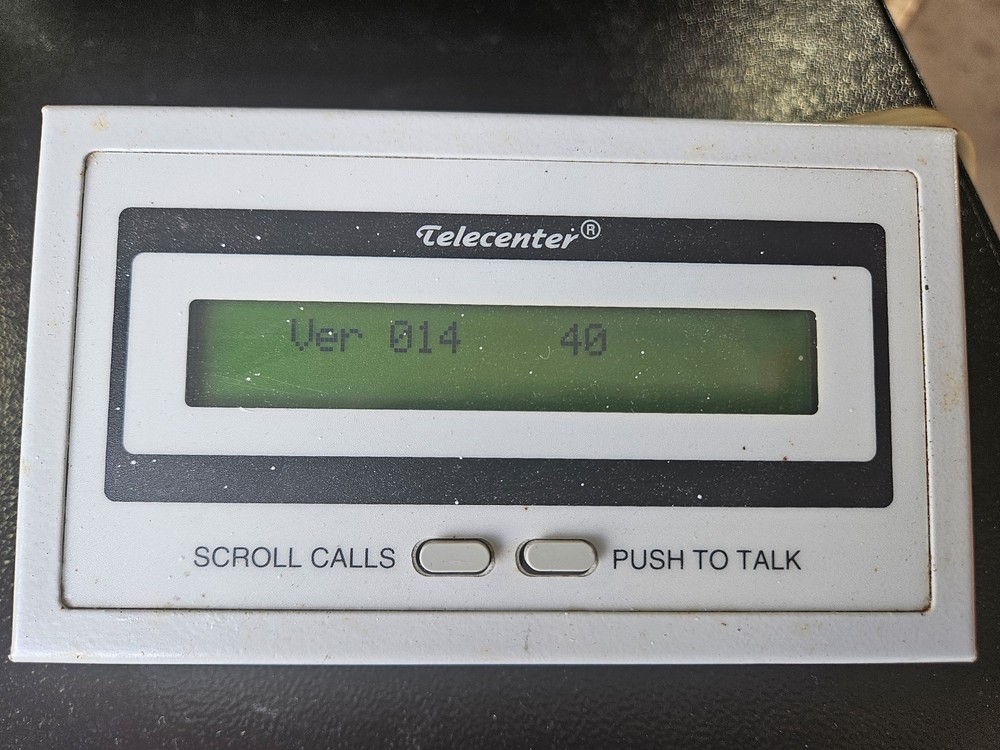 Telecenter®
Ver 014 40
SCROLL CALLS PUSH TO TALK